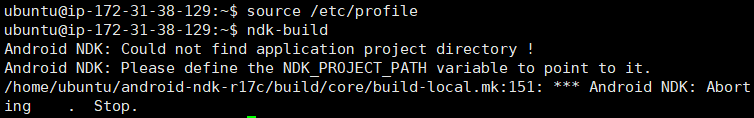 ubuntu@ip-172-31-38-129:~$ source /etc/profile
ubuntu@ip-172-31-38-129:~$ ndk-build
Android NDK: Could not find application project directory !
Android NDK: Please define the NDK_PROJECT_PATH variable to point to it.
/home/ubuntu/android-ndk-r17c/build/core/build-local.mk:151: *** Android NDK: Abort
ing    .  Stop.